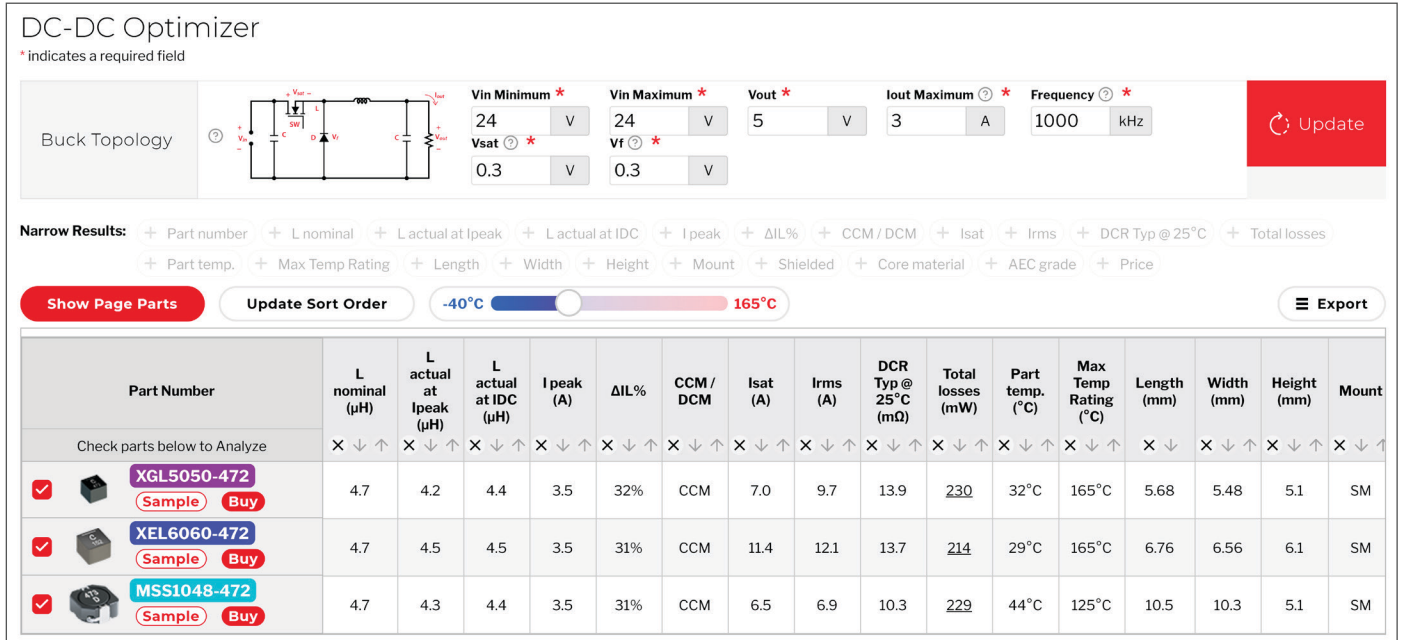 DC-DC Optimizer
* indicates a required field
Buck Topology
?
+ Vsat -
L
SW
+
Vin
-
C
D
Vf
C
Iout
+
Vout
-
Vin Minimum *
24 V
Vin Maximum *
24 V
Vout *
5 V
Iout Maximum ? *
3 A
Frequency ? *
1000 kHz
Vsat ? *
0.3 V
Vf ? *
0.3 V
Update
Narrow Results: + Part number + L nominal + L actual at Ipeak + L actual at IDC + I peak + ΔIL% + CCM / DCM + Isat + Irms + DCR Typ @ 25°C + Total losses
+ Part temp. + Max Temp Rating + Length + Width + Height + Mount + Shielded + Core material + AEC grade + Price
Show Page Parts Update Sort Order -40°C 165°C Export
Part Number
L nominal (μH)
L actual at Ipeak (μH)
L actual at IDC (μH)
I peak (A)
ΔIL%
CCM / DCM
Isat (A)
Irms (A)
DCR Typ @ 25°C (mΩ)
Total losses (mW)
Part temp. (°C)
Max Temp Rating (°C)
Length (mm)
Width (mm)
Height (mm)
Mount
Check parts below to Analyze
XGL5050-472
Sample Buy
4.7 4.2 4.4 3.5 32% CCM 7.0 9.7 13.9 230 32°C 165°C 5.68 5.48 5.1 SM
XEL6060-472
Sample Buy
4.7 4.5 4.5 3.5 31% CCM 11.4 12.1 13.7 214 29°C 165°C 6.76 6.56 6.1 SM
MSS1048-472
Sample Buy
4.7 4.3 4.4 3.5 31% CCM 6.5 6.9 10.3 229 44°C 125°C 10.5 10.3 5.1 SM